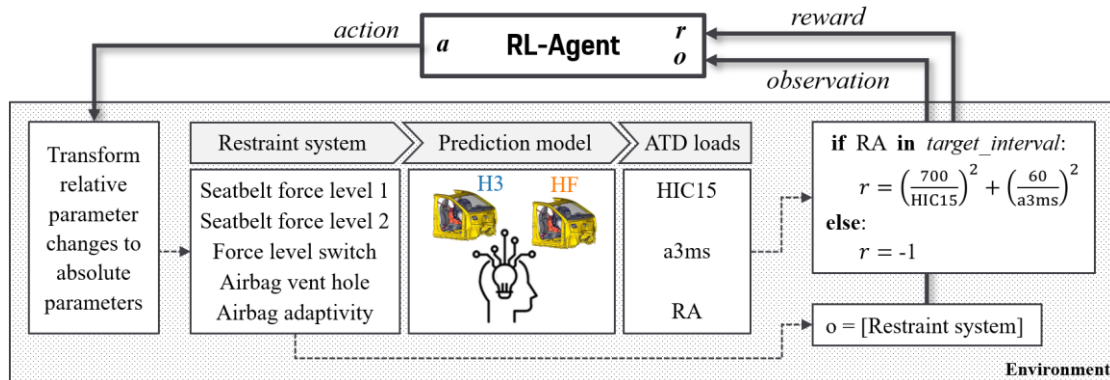 action
reward
a
RL-Agent
r
o
observation
Transform
relative
parameter
changes to
absolute
parameters
Restraint system
Seatbelt force level 1
Seatbelt force level 2
Force level switch
Airbag vent hole
Airbag adaptivity
Prediction model
H3
HF
ATD loads
HIC15
a3ms
RA
if RA in target_interval:
r = (700/HIC15)² + (60/a3ms)²
else:
r = -1
o = [Restraint system]
Environment